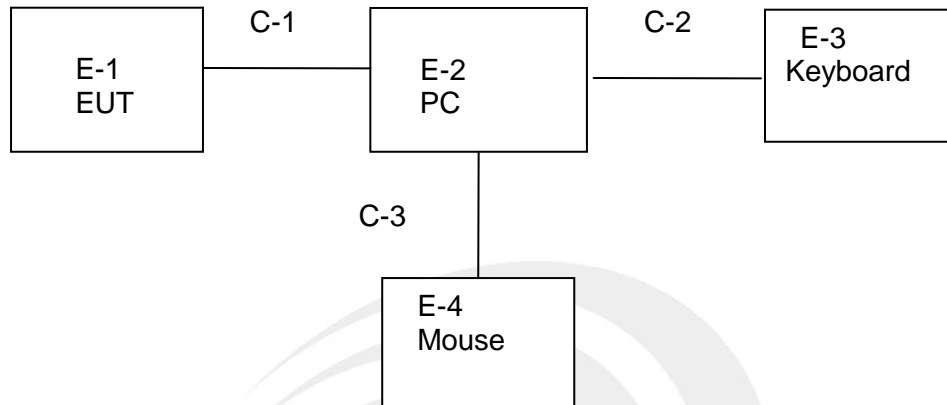 C-1
C-2
E-1
EUT
E-2
PC
E-3
Keyboard
C-3
E-4
Mouse